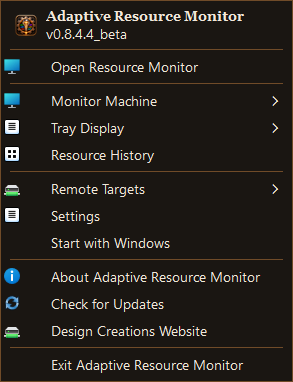 Adaptive Resource Monitor
v0.8.4.4_beta
Open Resource Monitor
Monitor Machine
Tray Display
Resource History
Remote Targets
Settings
Start with Windows
About Adaptive Resource Monitor
Check for Updates
Design Creations Website
Exit Adaptive Resource Monitor